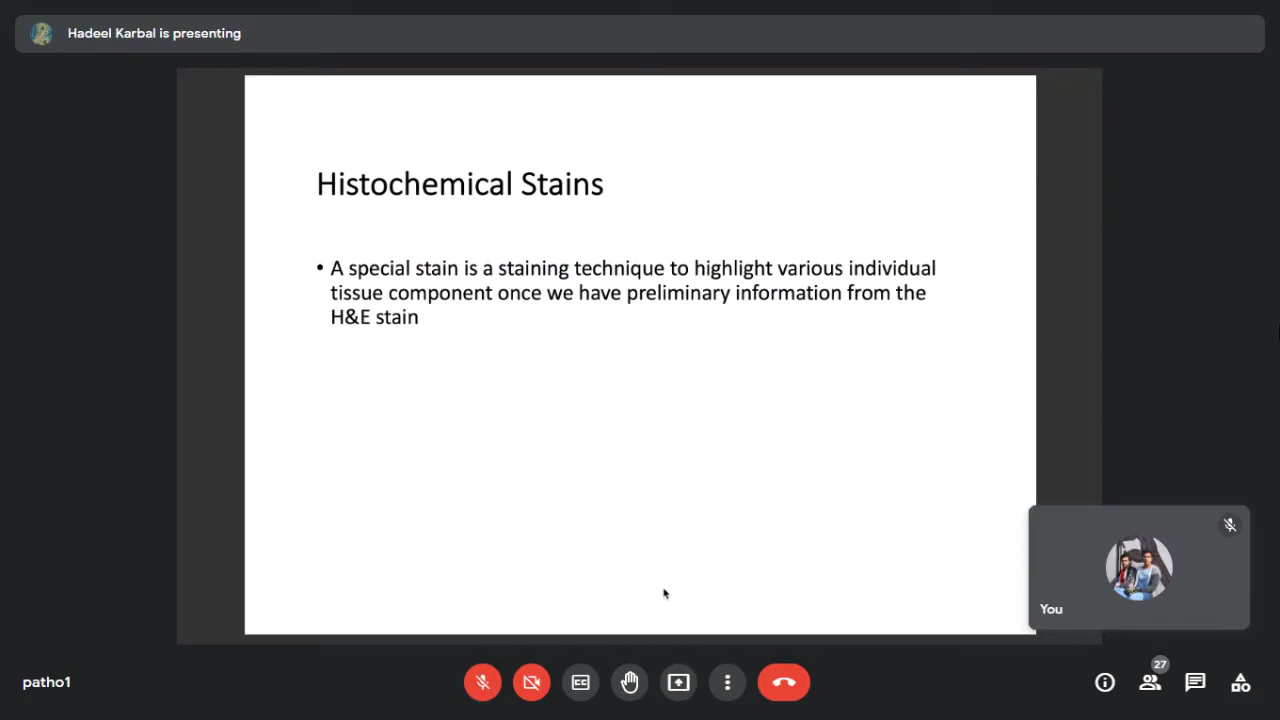 Hadeel Karbal is presenting
Histochemical Stains
• A special stain is a staining technique to highlight various individual
tissue component once we have preliminary information from the
H&E stain
You
27
patho1
CC